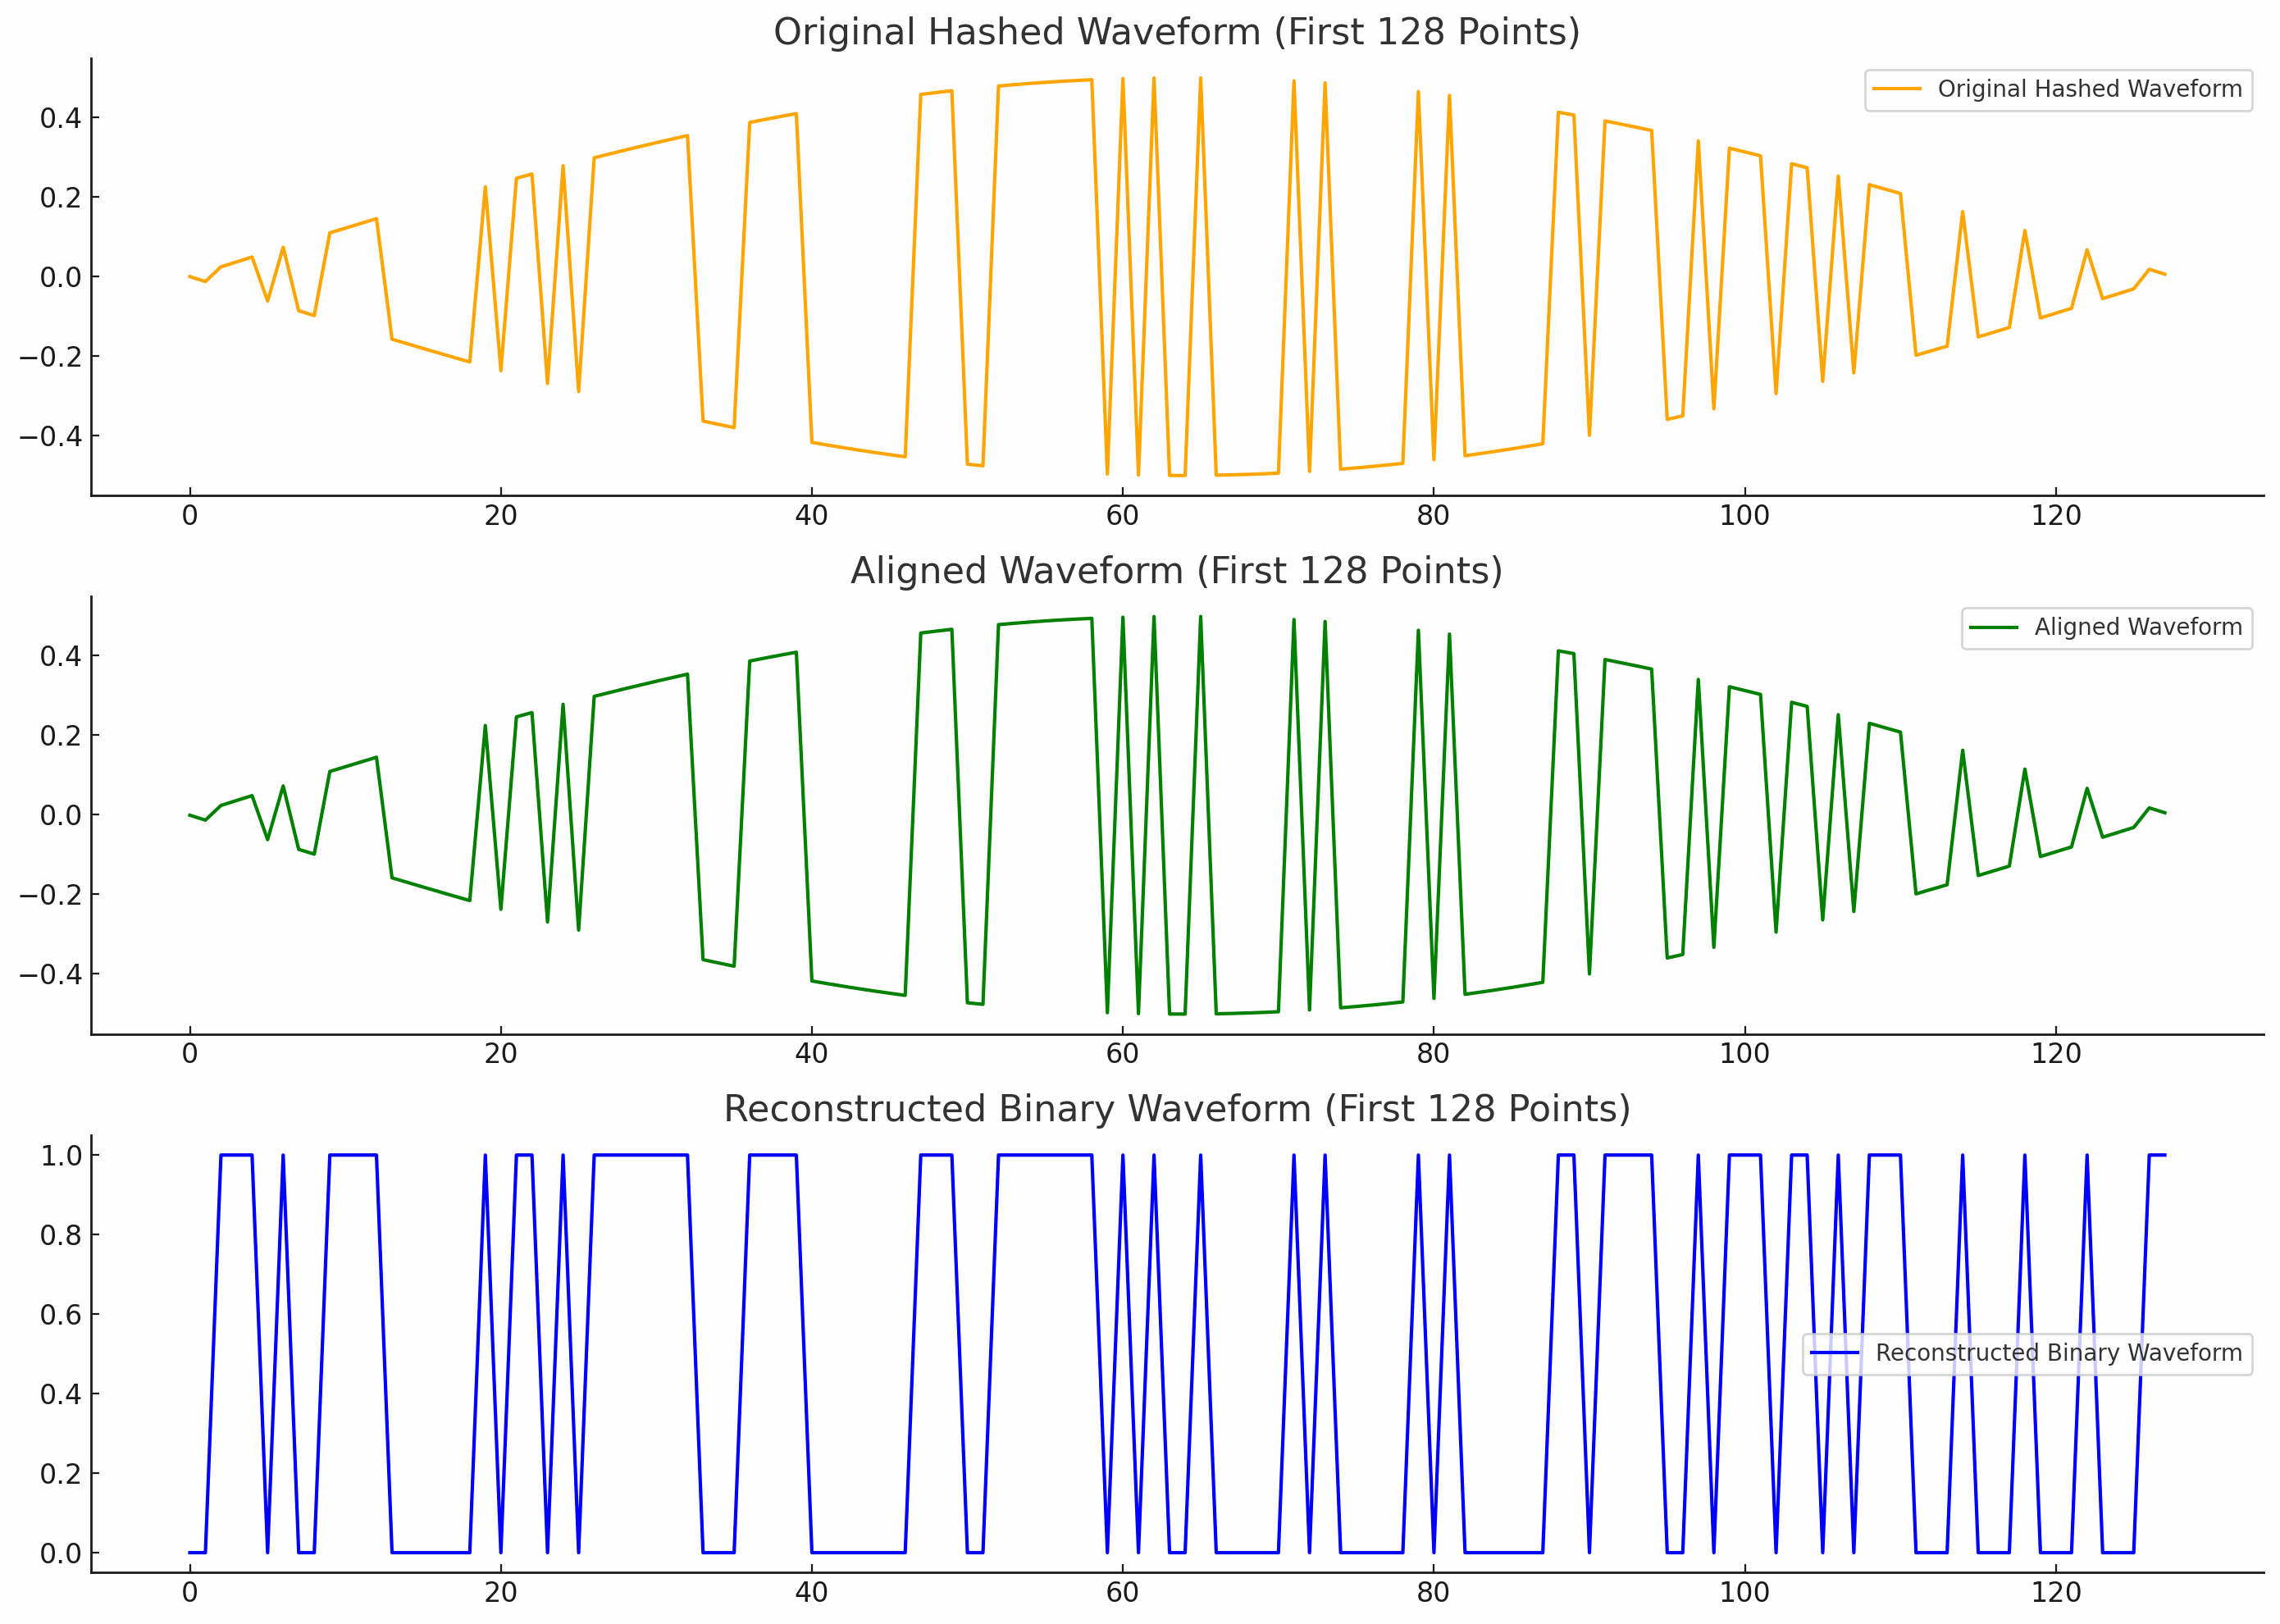 Original Hashed Waveform (First 128 Points)
Original Hashed Waveform
0.4
0.2
0.0
−0.2
−0.4
0 20 40 60 80 100 120
Aligned Waveform (First 128 Points)
Aligned Waveform
0.4
0.2
0.0
−0.2
−0.4
0 20 40 60 80 100 120
Reconstructed Binary Waveform (First 128 Points)
1.0
0.8
0.6
Reconstructed Binary Waveform
0.4
0.2
0.0
0 20 40 60 80 100 120